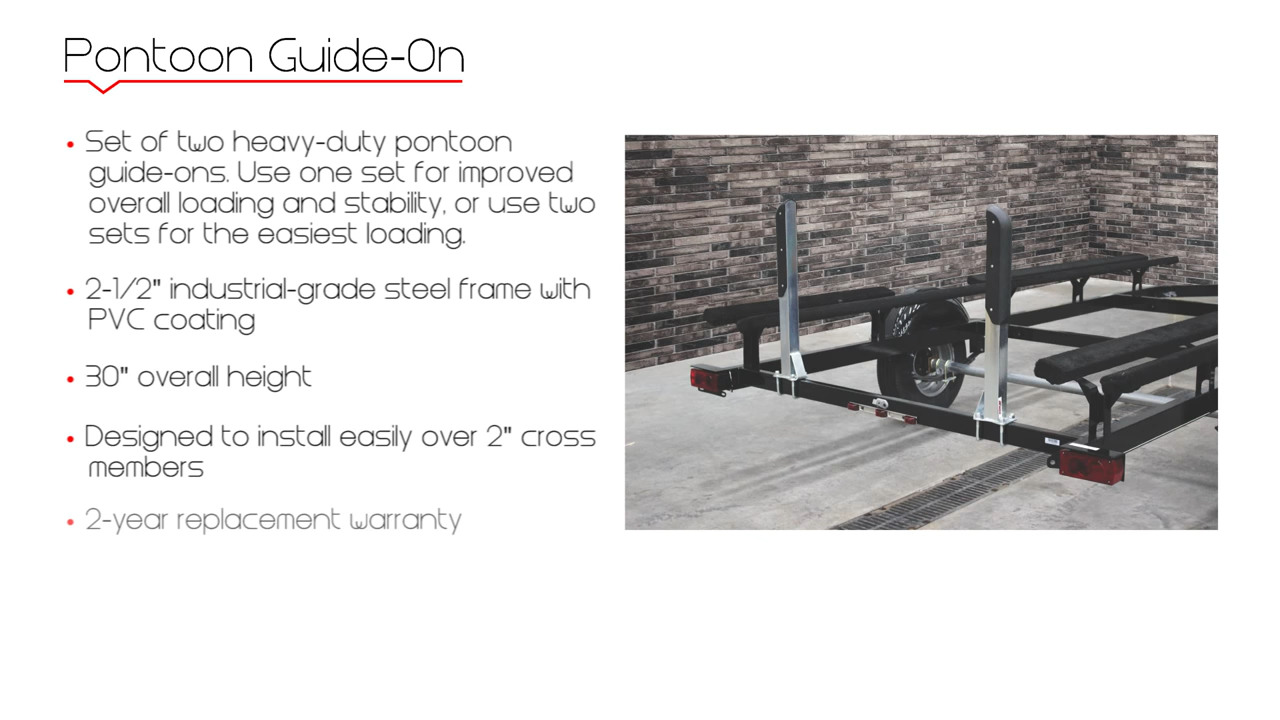 Pontoon Guide-On
• Set of two heavy-duty pontoon
guide-ons. Use one set for improved
overall loading and stability, or use two
sets for the easiest loading.
• 2-1/2" industrial-grade steel frame with
PVC coating
• 30" overall height
• Designed to install easily over 2" cross
members
• 2-year replacement warranty